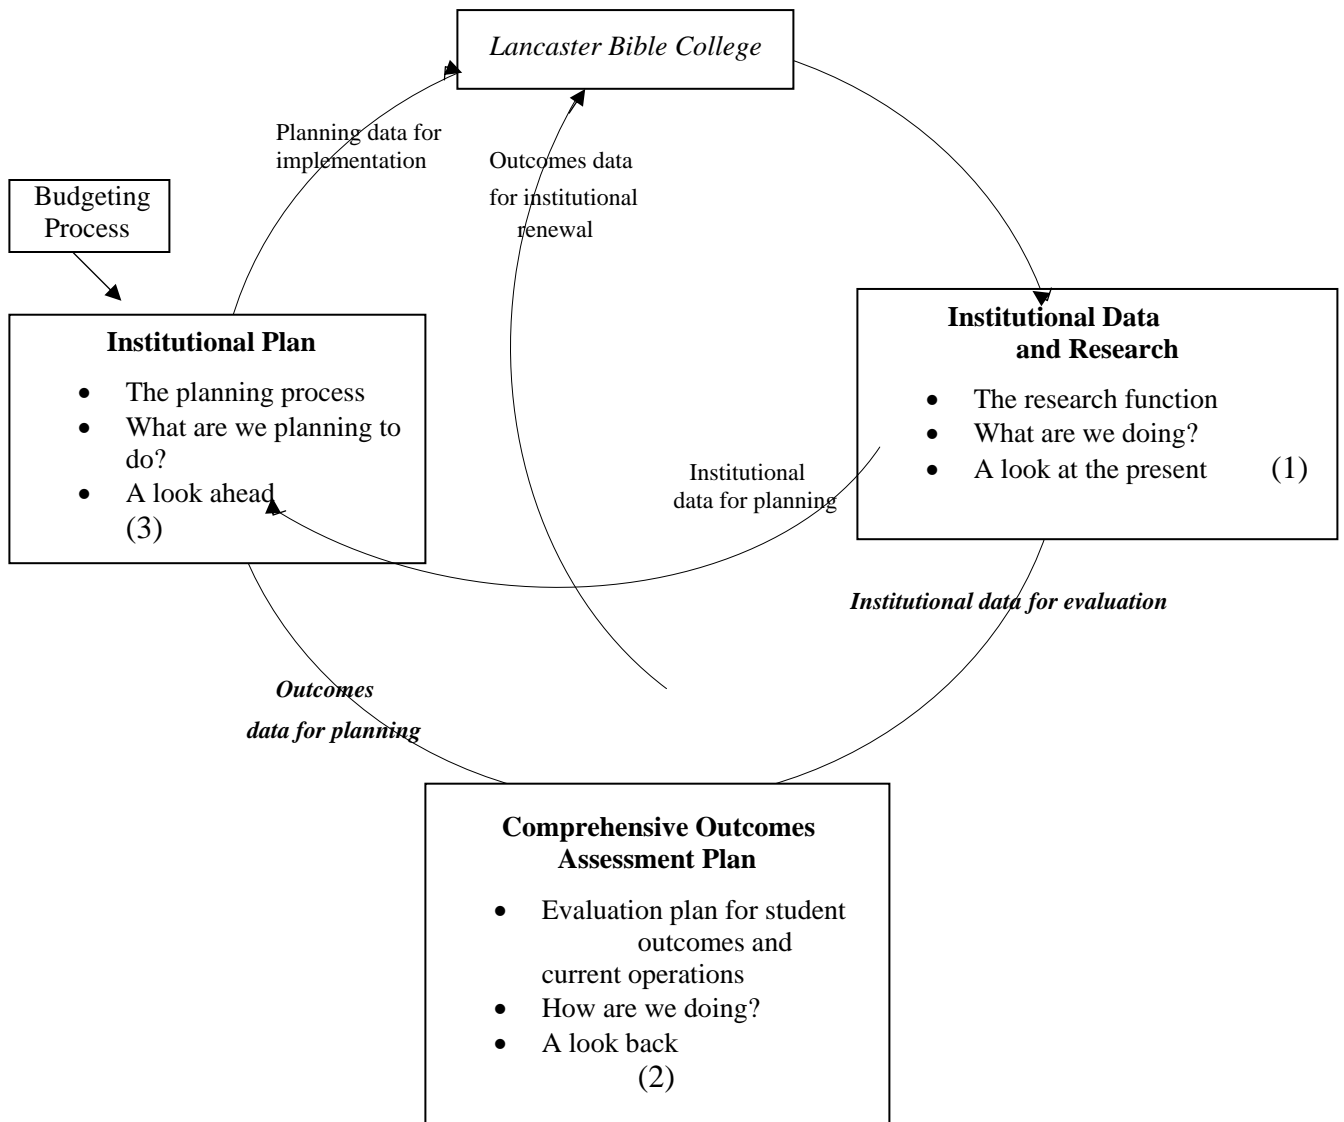 Lancaster Bible College
Planning data for
implementation
Outcomes data
for institutional
renewal
Budgeting
Process
Institutional Plan
• The planning process
• What are we planning to
do?
• A look ahead
(3)
Institutional Data
and Research
• The research function
• What are we doing?
• A look at the present (1)
Institutional
data for planning
Institutional data for evaluation
Outcomes
data for planning
Comprehensive Outcomes
Assessment Plan
• Evaluation plan for student
outcomes and
current operations
• How are we doing?
• A look back
(2)